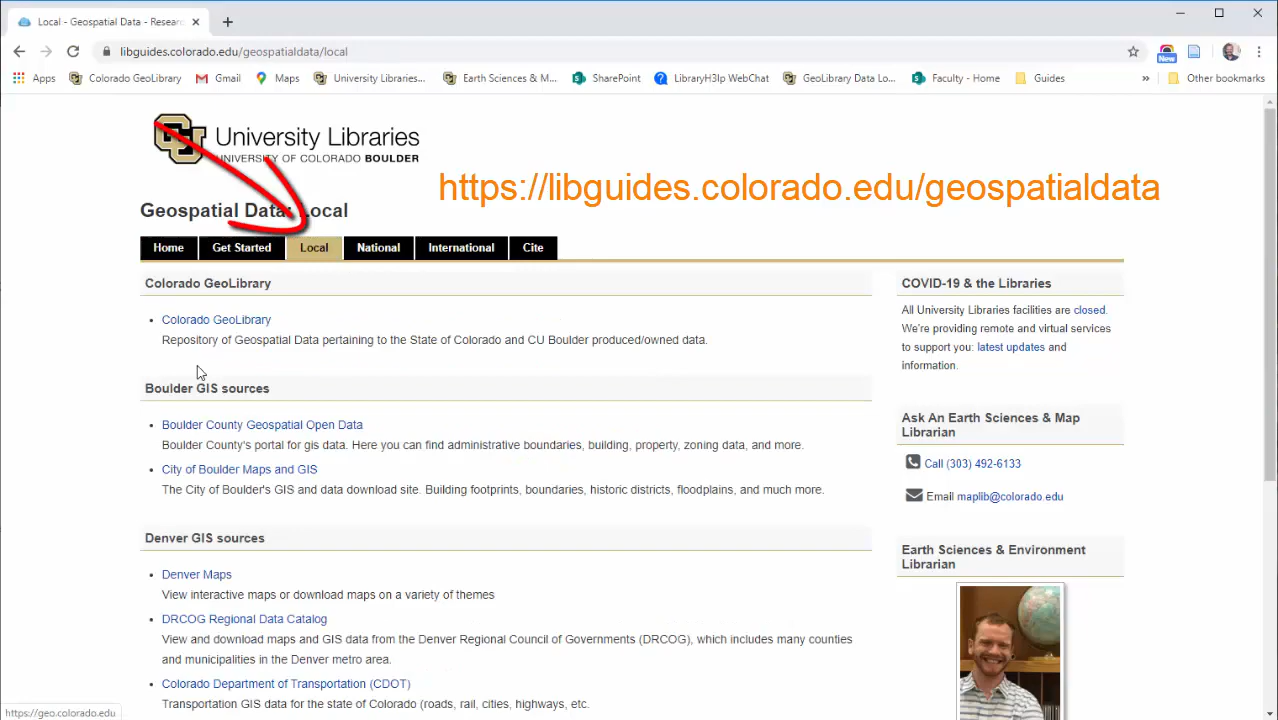 Local - Geospatial Data - Resear
libguides.colorado.edu/geospatialdata/local
Apps
Colorado GeoLibrary
Gmail
Maps
University Libraries...
Earth Sciences & M...
SharePoint
LibraryH3lp WebChat
GeoLibrary Data Lo...
Faculty - Home
Guides
»
Other bookmarks
New
University Libraries
UNIVERSITY OF COLORADO BOULDER
https://libguides.colorado.edu/geospatialdata
Geospatial Data: Local
Home
Get Started
Local
National
International
Cite
Colorado GeoLibrary
• Colorado GeoLibrary
Repository of Geospatial Data pertaining to the State of Colorado and CU Boulder produced/owned data.
Boulder GIS sources
• Boulder County Geospatial Open Data
Boulder County's portal for gis data. Here you can find administrative boundaries, building, property, zoning data, and more.
• City of Boulder Maps and GIS
The City of Boulder's GIS and data download site. Building footprints, boundaries, historic districts, floodplains, and much more.
Denver GIS sources
• Denver Maps
View interactive maps or download maps on a variety of themes
• DRCOG Regional Data Catalog
View and download maps and GIS data from the Denver Regional Council of Governments (DRCOG), which includes many counties
and municipalities in the Denver metro area.
• Colorado Department of Transportation (CDOT)
Transportation GIS data for the State of Colorado (roads, rail, cities, highways, etc.
COVID-19 & the Libraries
All University Libraries facilities are closed.
We're providing remote and virtual services
to support you: latest updates and
information.
Ask An Earth Sciences & Map
Librarian
Call (303) 492-6133
Email maplib@colorado.edu
Earth Sciences & Environment
Librarian
https://geo.colorado.edu